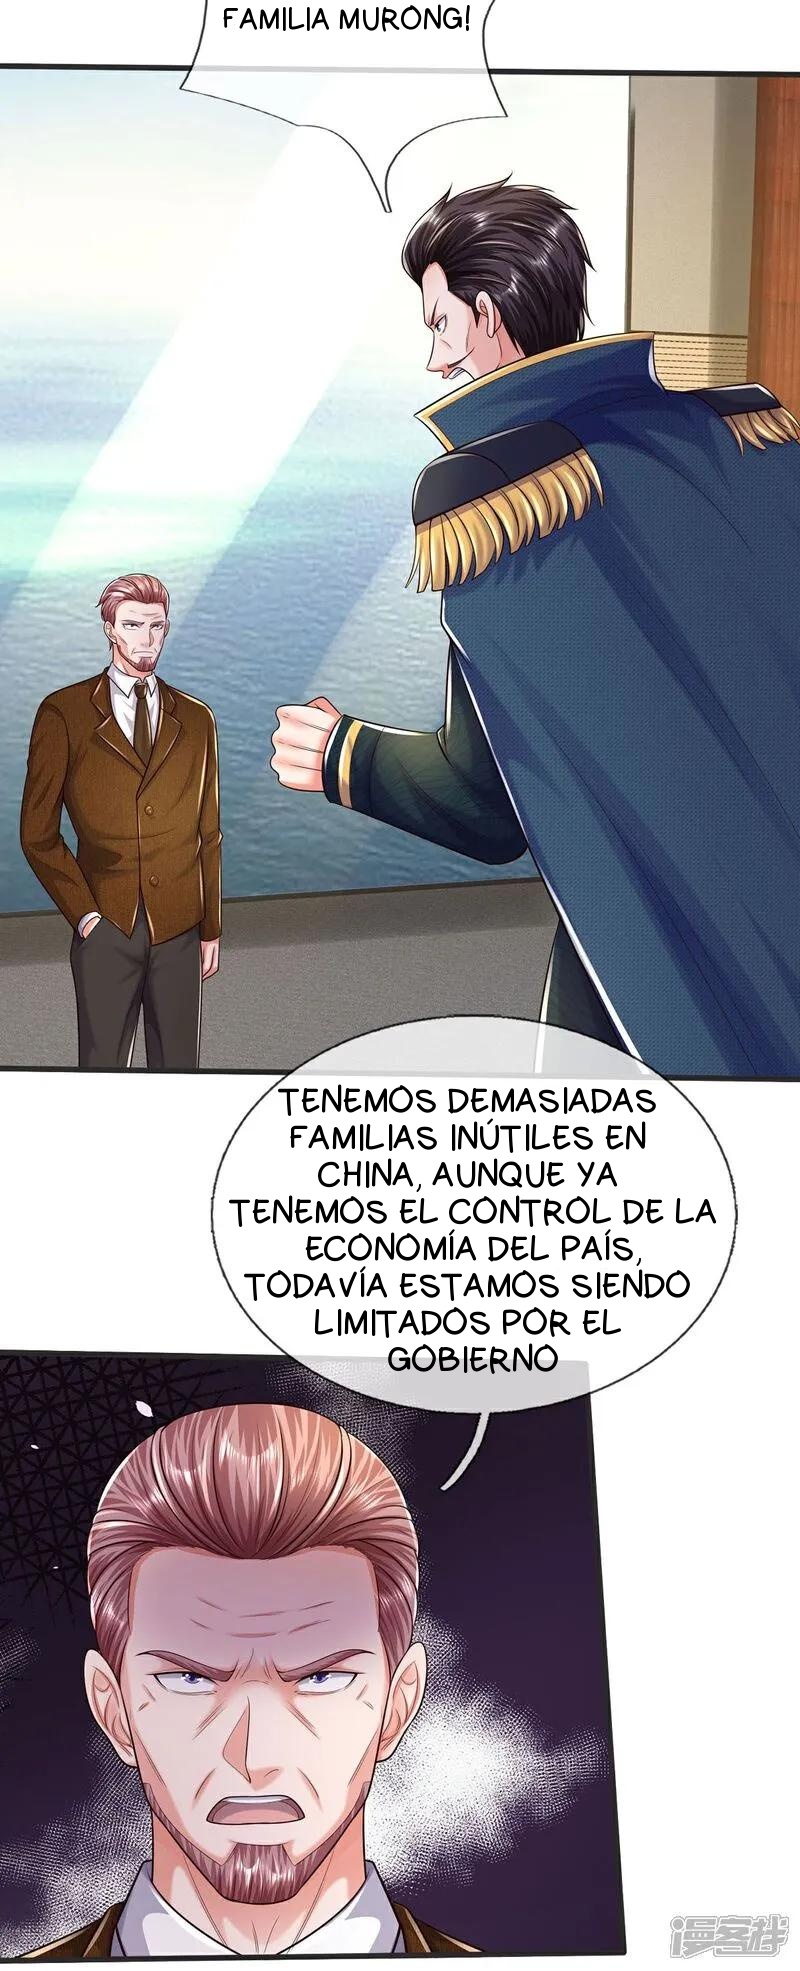 FAMILIA MURONG!
TENEMOS DEMASIADAS
FAMILIAS INÚTILES EN
CHINA, AUNQUE YA
TENEMOS EL CONTROL DE LA
ECONOMÍA DEL PAÍS,
TODAVÍA ESTAMOS SIENDO
LIMITADOS POR EL
GOBIERNO
漫客栈